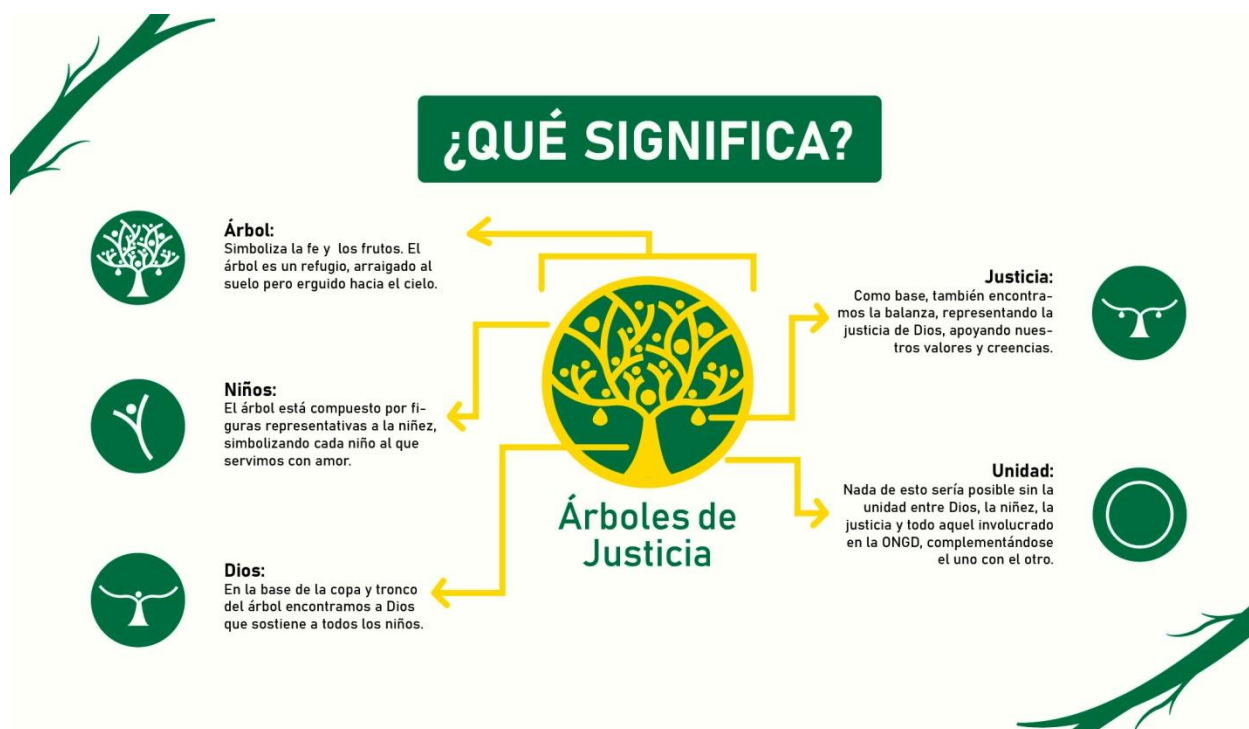 ¿QUÉ SIGNIFICA?
Árbol:
Simboliza la fe y los frutos. El
árbol es un refugio, arraigado al
suelo pero erguido hacia el cielo.
Niños:
El árbol está compuesto por fi-
guras representativas a la niñez,
simbolizando cada niño al que
servimos con amor.
Dios:
En la base de la copa y tronco
del árbol encontramos a Dios
que sostiene a todos los niños.
Árboles de
Justicia
Justicia:
Como base, también encontra-
mos la balanza, representando la
justicia de Dios, apoyando nues-
tros valores y creencias.
Unidad:
Nada de esto sería posible sin la
unidad entre Dios, la niñez, la
justicia y todo aquel involucrado
en la ONGD, complementándose
el uno con el otro.